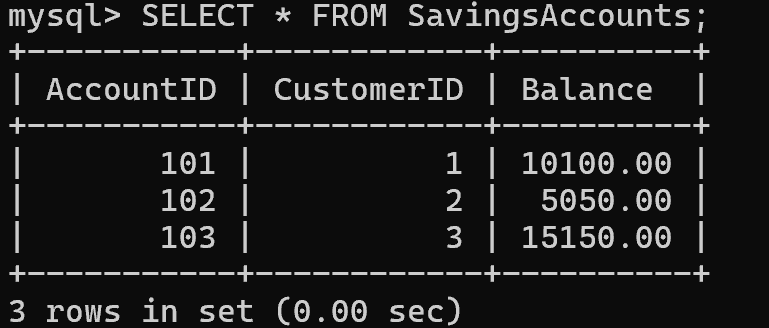 mysql> SELECT * FROM SavingsAccounts;
+-----------+------------+----------+
| AccountID | CustomerID | Balance  |
+-----------+------------+----------+
|       101 |          1 | 10100.00 |
|       102 |          2 |  5050.00 |
|       103 |          3 | 15150.00 |
+-----------+------------+----------+
3 rows in set (0.00 sec)